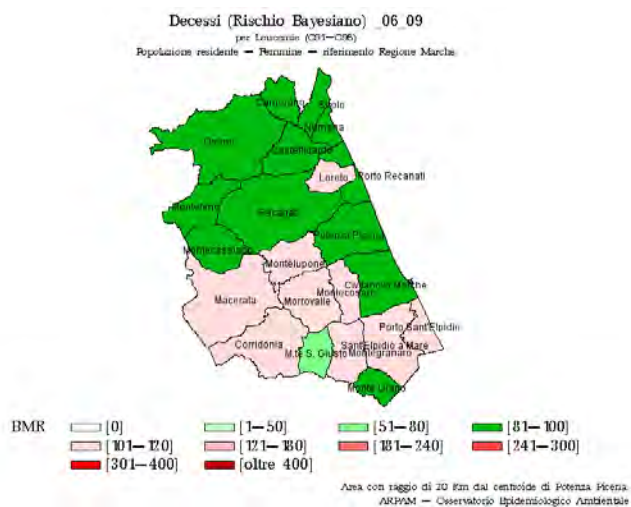 Decessi (Rischio Bayesiano) _06_09
per Leucemie (C91—C95)
Popolazione residente — Femmine — riferimento Regione Marche
Camerano
Sirolo
Numana
Osimo
Castelfidardo
Loreto
Porto Recanati
Montefano
Recanati
Potenza Picena
Montecassiano
Montelupone
Civitanova Marche
Montecosaro
Macerata
Morrovalle
Porto Sant'Elpidio
Corridonia
Sant'Elpidio a Mare
M.te S. Giusto
Montegranaro
Monte Urano
BMR
[0]
[1—50]
[51—80]
[81—100]
[101—120]
[121—180]
[181—240]
[241—300]
[301—400]
[oltre 400]
Area con raggio di 20 Km dal centroide di Potenza Picena
ARPAM — Osservatorio Epidemiologico Ambientale